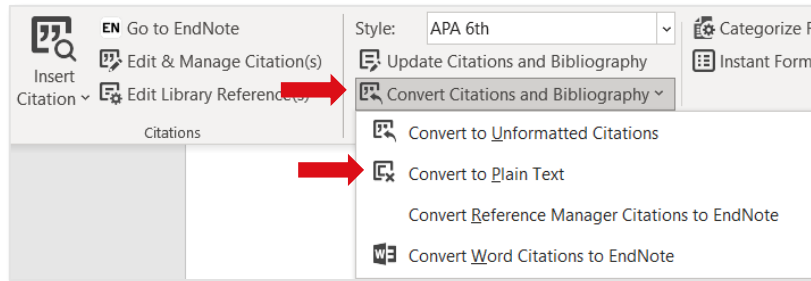 Insert
Citation
EN Go to EndNote
Edit & Manage Citation(s)
Edit Library Reference(s)
Citations
Style: APA 6th
Update Citations and Bibliography
Convert Citations and Bibliography
Convert to Unformatted Citations
Convert to Plain Text
Convert Reference Manager Citations to EndNote
Convert Word Citations to EndNote
Categorize
Instant Form